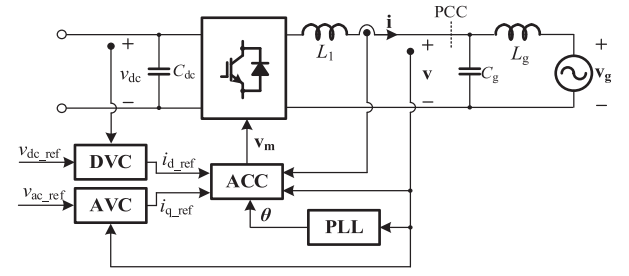 i
PCC
+
v_dc
−
C_dc
L_1
+
v
−
C_g
L_g
+
v_g
−
v_m
v_dc_ref
DVC
i_d_ref
ACC
v_ac_ref
AVC
i_q_ref
θ
PLL